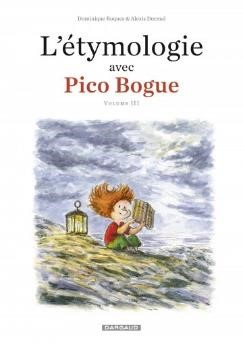 Dominique Roques & Alexis Dormal
L'étymologie
avec
Pico Bogue
VOLUME III
DARGAUD